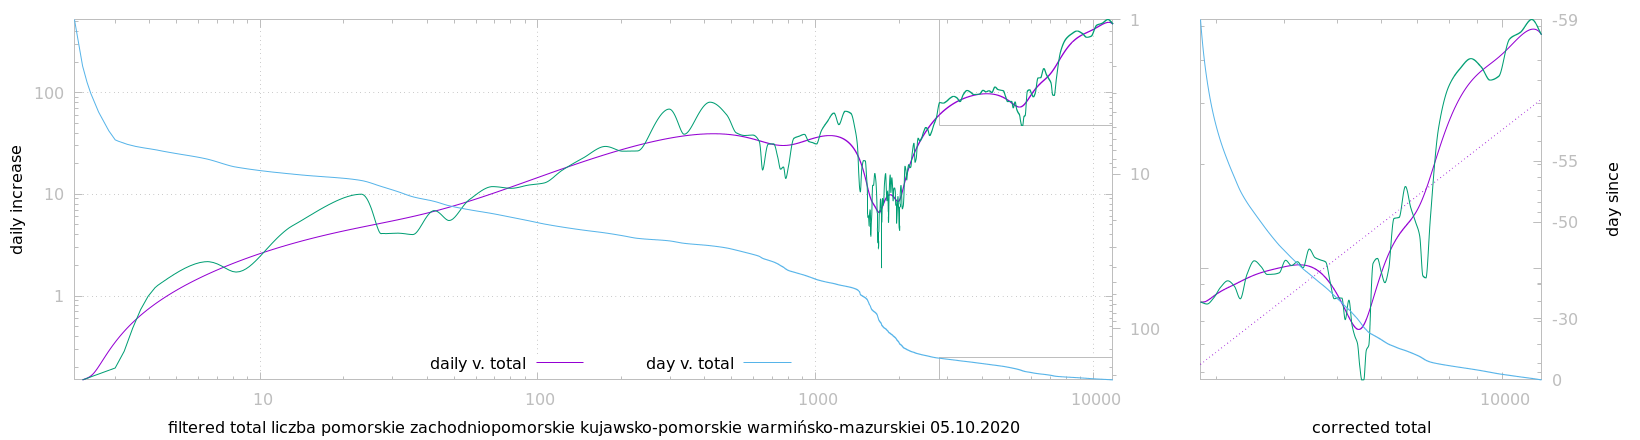 daily increase
100
10
1
1
10
100
daily v. total
day v. total
10
100
1000
10000
filtered total liczba pomorskie zachodniopomorskie kujawsko-pomorskie warmińsko-mazurskiei 05.10.2020
-59
-55
-50
-30
0
day since
10000
corrected total